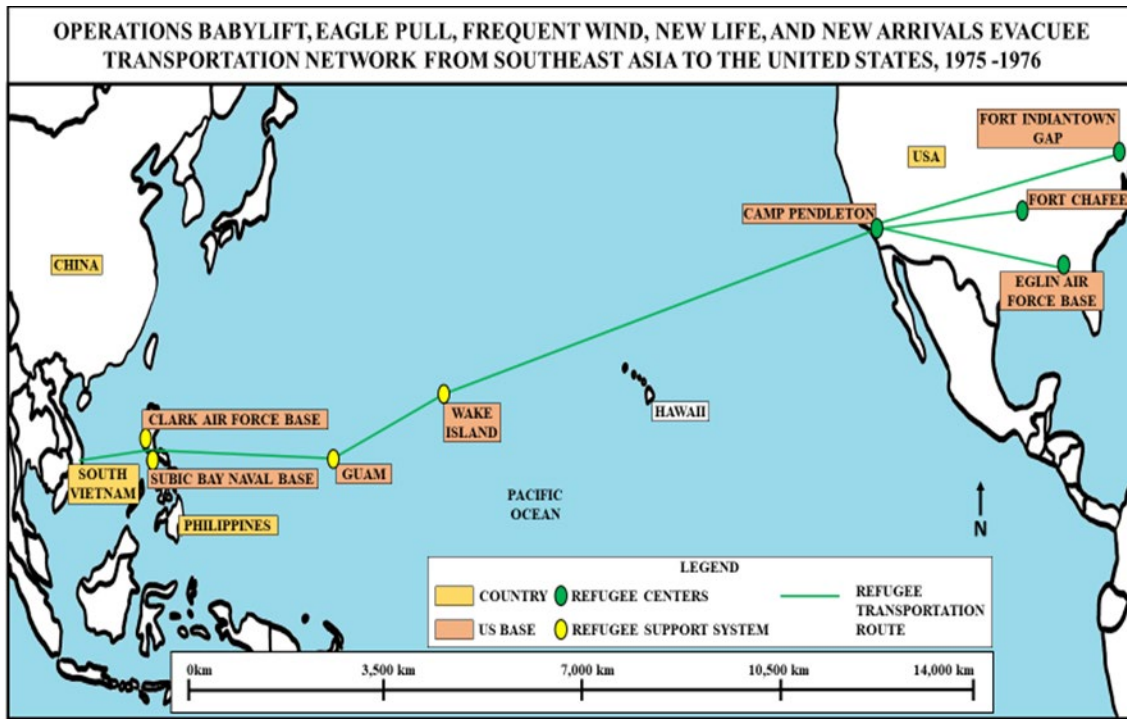 OPERATIONS BABYLIFT, EAGLE PULL, FREQUENT WIND, NEW LIFE, AND NEW ARRIVALS EVACUEE
TRANSPORTATION NETWORK FROM SOUTHEAST ASIA TO THE UNITED STATES, 1975 -1976
FORT INDIANTOWN
GAP
USA
FORT CHAFEE
CAMP PENDLETON
CHINA
EGLIN AIR
FORCE BASE
CLARK AIR FORCE BASE
WAKE
ISLAND
HAWAII
SOUTH
VIETNAM
SUBIC BAY NAVAL BASE
GUAM
PHILIPPINES
PACIFIC
OCEAN
N
LEGEND
COUNTRY
REFUGEE CENTERS
REFUGEE
TRANSPORTATION
ROUTE
US BASE
REFUGEE SUPPORT SYSTEM
0km
3,500 km
7,000 km
10,500 km
14,000 km